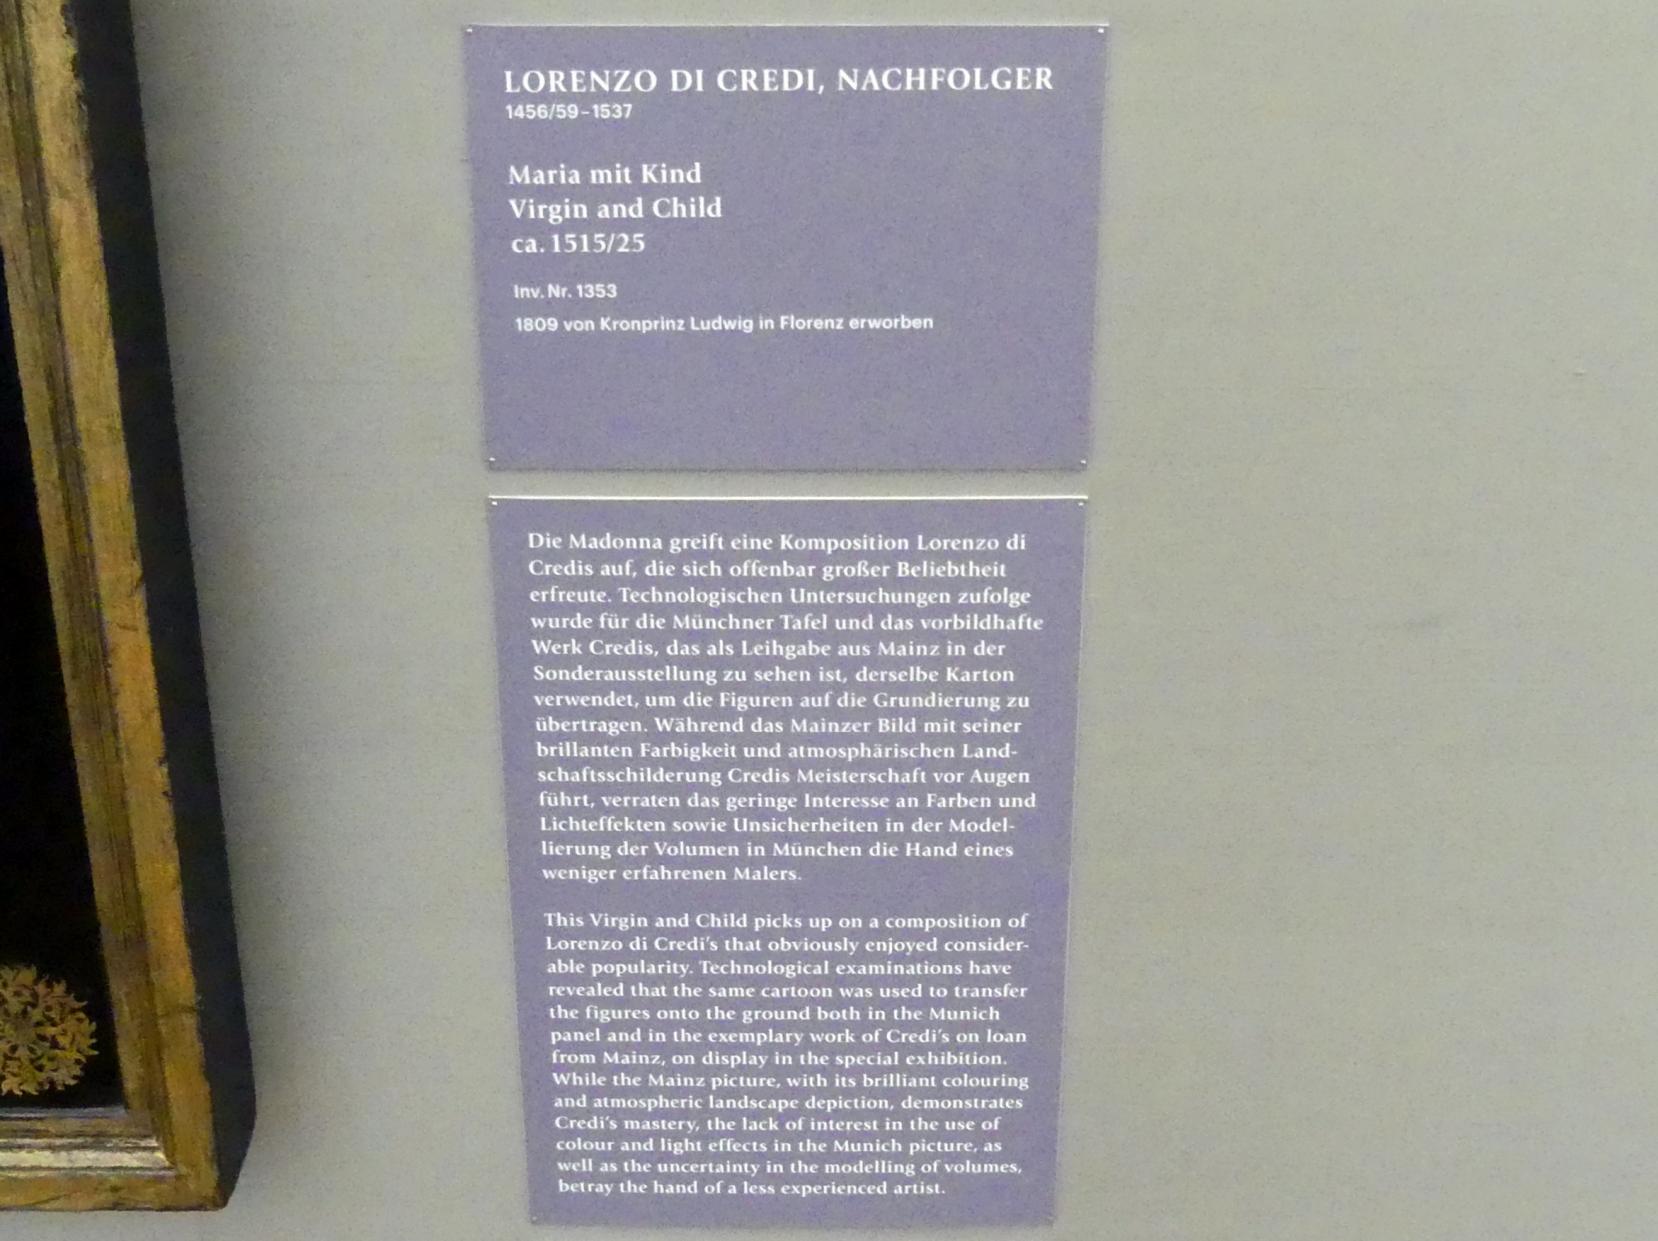 LORENZO DI CREDI, NACHFOLGER
1456/59–1537
Maria mit Kind
Virgin and Child
ca. 1515/25
Inv. Nr. 1353
1809 von Kronprinz Ludwig in Florenz erworben
Die Madonna greift eine Komposition Lorenzo di
Credis auf, die sich offenbar großer Beliebtheit
erfreute. Technologischen Untersuchungen zufolge
wurde für die Münchner Tafel und das vorbildhafte
Werk Credis, das als Leihgabe aus Mainz in der
Sonderausstellung zu sehen ist, derselbe Karton
verwendet, um die Figuren auf die Grundierung zu
übertragen. Während das Mainzer Bild mit seiner
brillanten Farbigkeit und atmosphärischen Land-
schaftsschilderung Credis Meisterschaft vor Augen
führt, verraten das geringe Interesse an Farben und
Lichteffekten sowie Unsicherheiten in der Model-
lierung der Volumen in München die Hand eines
weniger erfahrenen Malers.
This Virgin and Child picks up on a composition of
Lorenzo di Credi's that obviously enjoyed consider-
able popularity. Technological examinations have
revealed that the same cartoon was used to transfer
the figures onto the ground both in the Munich
panel and in the exemplary work of Credi's on loan
from Mainz, on display in the special exhibition.
While the Mainz picture, with its brilliant colouring
and atmospheric landscape depiction, demonstrates
Credi's mastery, the lack of interest in the use of
colour and light effects in the Munich picture, as
well as the uncertainty in the modelling of volumes,
betray the hand of a less experienced artist.